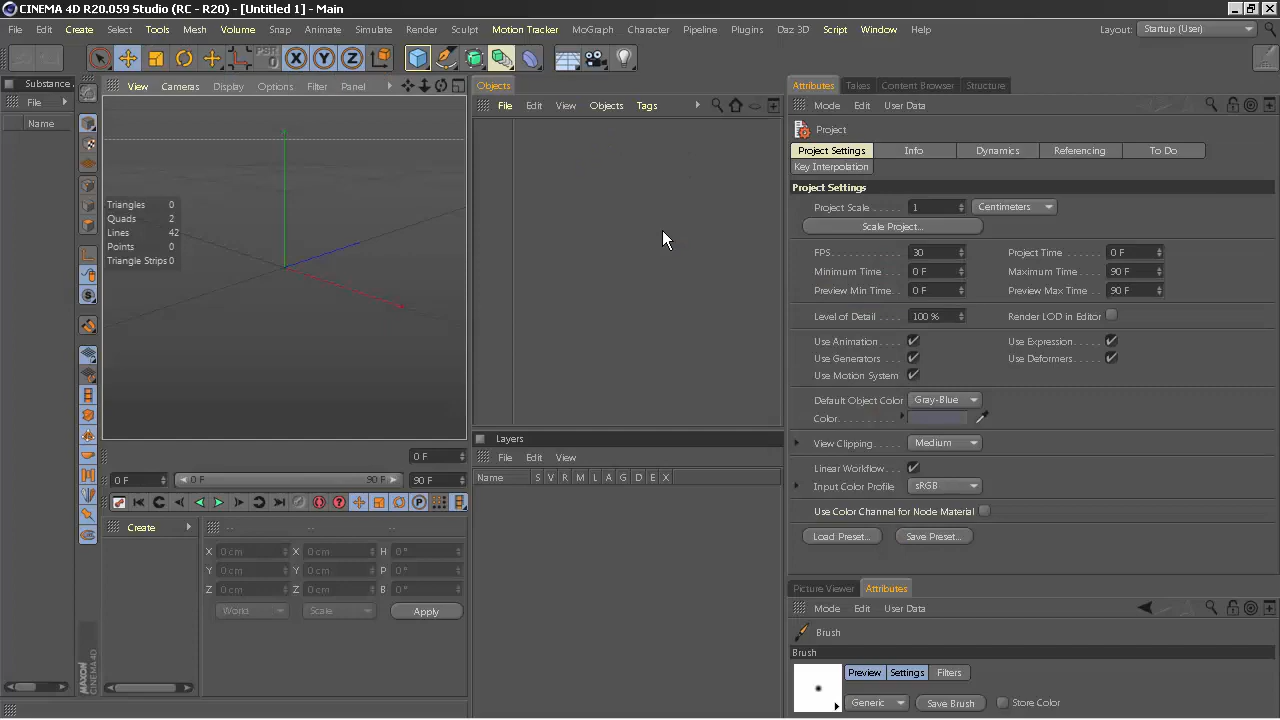 CINEMA 4D R20.059 Studio (RC - R20) - [Untitled 1] - Main
File Edit Create Select Tools Mesh Volume Snap Animate Simulate Render Sculpt Motion Tracker MoGraph Character Pipeline Plugins Daz 3D Script Window Help Layout: Startup (User)
PSR
0
X Y Z
Substance
File
Name
View Cameras Display Options Filter Panel
Triangles 0
Quads 2
Lines 42
Points 0
Triangle Strips 0
0 F
0 F 0 F 90 F 90 F
Create
-- -- --
X 0 cm X 0 cm H 0 °
Y 0 cm Y 0 cm P 0 °
Z 0 cm Z 0 cm B 0 °
World Scale Apply
MAXON
CINEMA 4D
Objects
File Edit View Objects Tags
Layers
File Edit View
Name S V R M L A G D E X
Attributes Takes Content Browser Structure
Mode Edit User Data
Project
Project Settings Info Dynamics Referencing To Do
Key Interpolation
Project Settings
Project Scale . . . . . 1 Centimeters
Scale Project...
FPS . . . . . . . . . . . 30 Project Time . . . 0 F
Minimum Time . . . 0 F Maximum Time . . 90 F
Preview Min Time. . 0 F Preview Max Time . 90 F
Level of Detail . . . . 100 % Render LOD in Editor
Use Animation. . . . Use Expression. . . .
Use Generators . . . Use Deformers. . . .
Use Motion System
Default Object Color Gray-Blue
Color. . . . . . . . . .
View Clipping. . . . . Medium
Linear Workflow. . .
Input Color Profile . . sRGB
Use Color Channel for Node Material
Load Preset... Save Preset...
Picture Viewer Attributes
Mode Edit User Data
Brush
Brush
Preview Settings Filters
Generic Save Brush Store Color